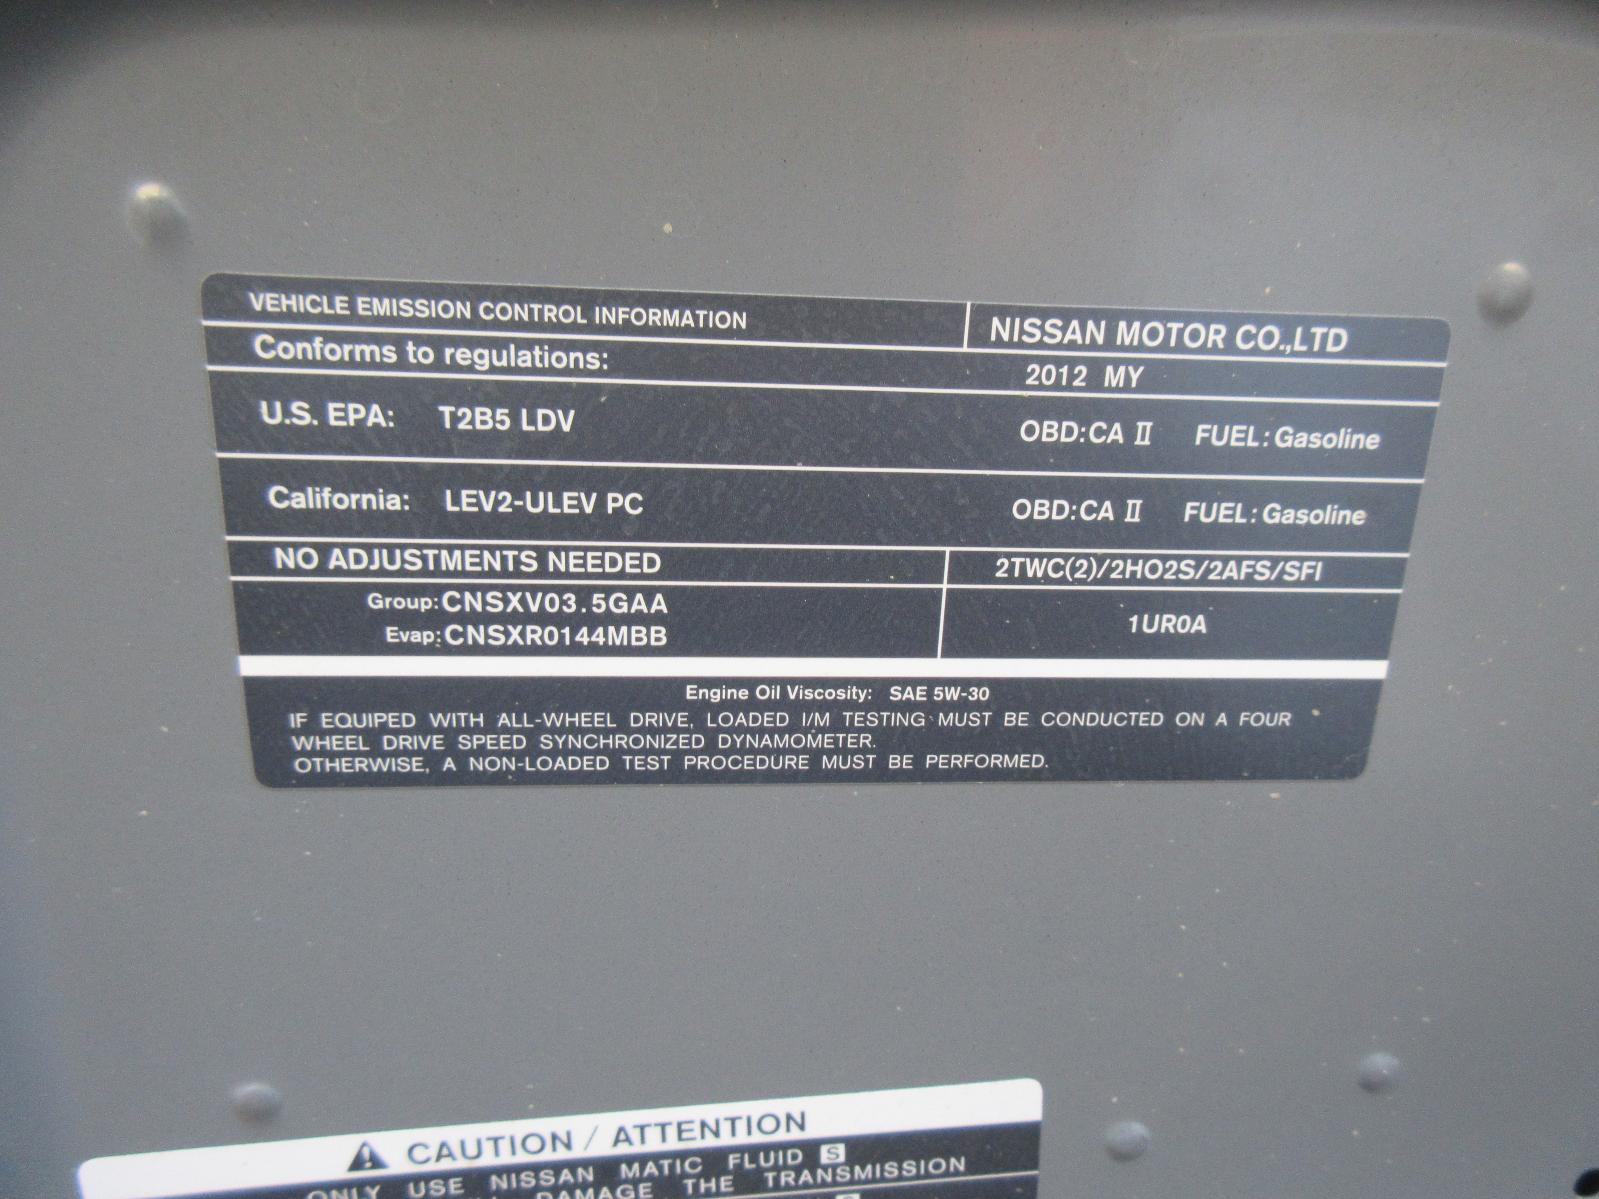 VEHICLE EMISSION CONTROL INFORMATION
NISSAN MOTOR CO.,LTD
Conforms to regulations:
2012 MY
U.S. EPA: T2B5 LDV
OBD:CA II FUEL: Gasoline
California: LEV2-ULEV PC
OBD:CA II FUEL: Gasoline
NO ADJUSTMENTS NEEDED
2TWC(2)/2HO2S/2AFS/SFI
Group:CNSXV03.5GAA
Evap:CNSXR0144MBB
1UR0A
Engine Oil Viscosity: SAE 5W-30
IF EQUIPED WITH ALL-WHEEL DRIVE, LOADED I/M TESTING MUST BE CONDUCTED ON A FOUR
WHEEL DRIVE SPEED SYNCHRONIZED DYNAMOMETER.
OTHERWISE, A NON-LOADED TEST PROCEDURE MUST BE PERFORMED.
CAUTION / ATTENTION
ONLY USE NISSAN MATIC FLUID S
DAMAGE THE TRANSMISSION